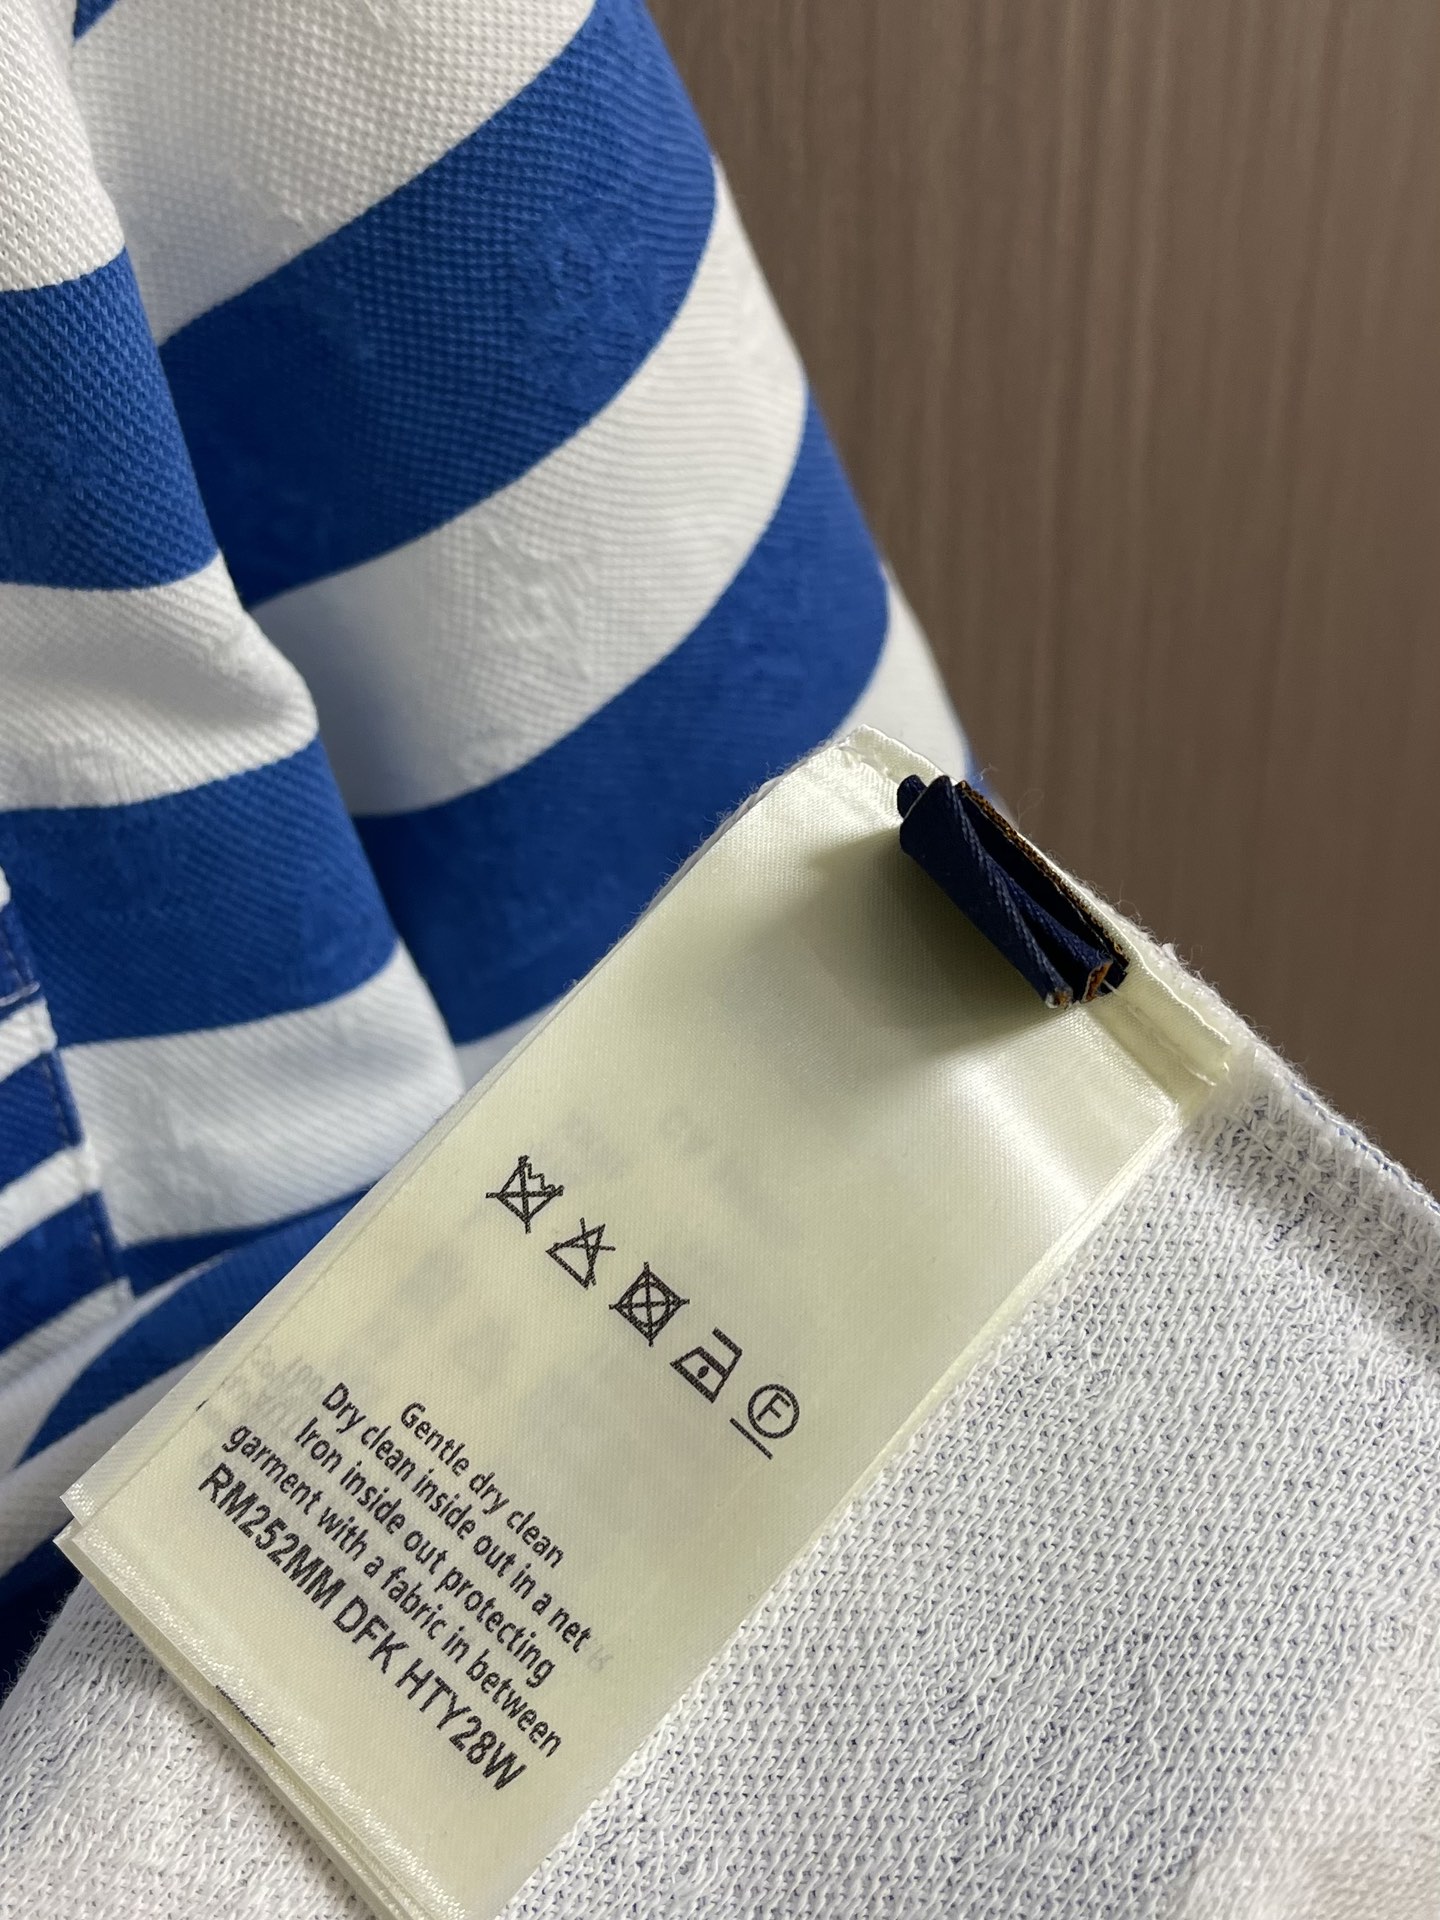 F
Gentle dry clean
Dry clean inside out in a net
Iron inside out protecting
garment with a fabric in between
RM252MM DFK HTY28W